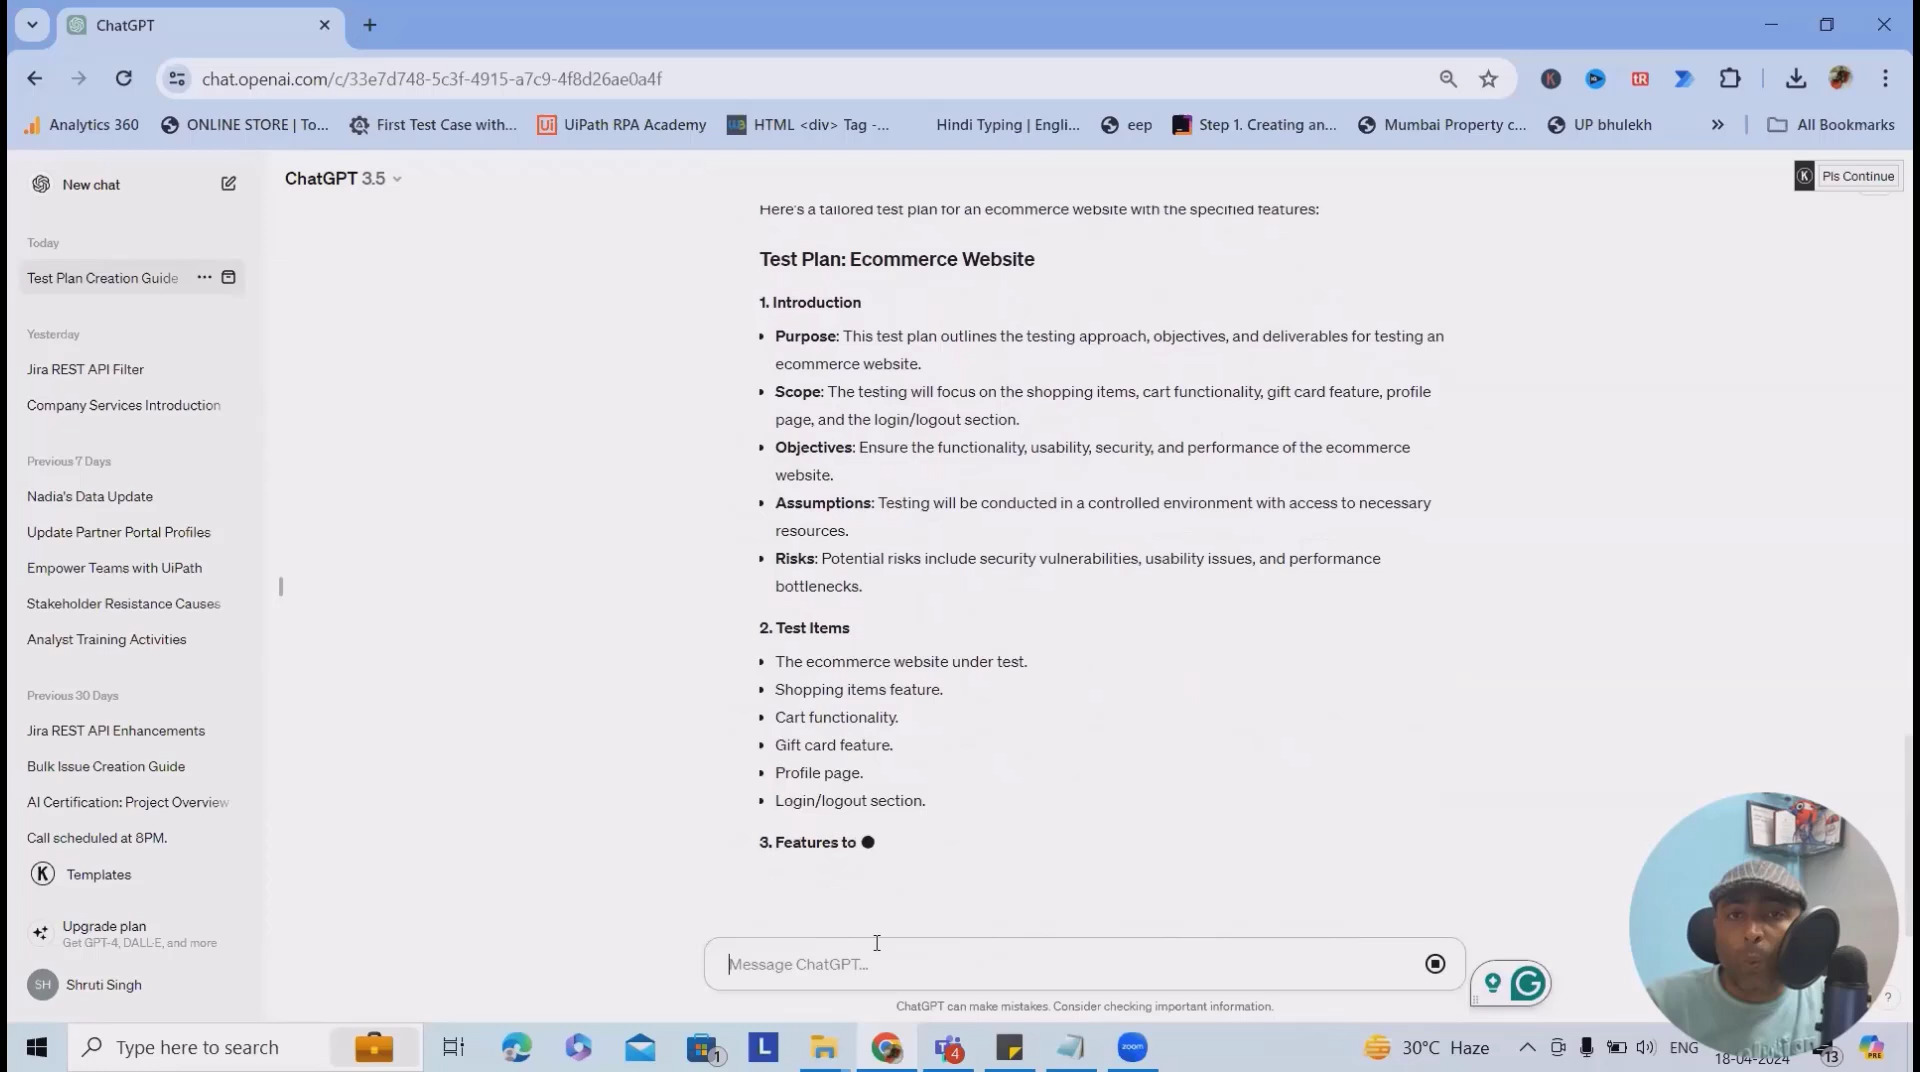 ChatGPT
chat.openai.com/c/33e7d748-5c3f-4915-a7c9-4f8d26ae0a4f
tR
Analytics 360
ONLINE STORE | To...
First Test Case with...
Ui
UiPath RPA Academy
HTML <div> Tag -...
Hindi Typing | Engli...
eep
Step 1. Creating an...
Mumbai Property c...
UP bhulekh
»
All Bookmarks
New chat
ChatGPT 3.5
K
Pls Continue
Today
Test Plan Creation Guide
Yesterday
Jira REST API Filter
Company Services Introduction
Previous 7 Days
Nadia's Data Update
Update Partner Portal Profiles
Empower Teams with UiPath
Stakeholder Resistance Causes
Analyst Training Activities
Previous 30 Days
Jira REST API Enhancements
Bulk Issue Creation Guide
AI Certification: Project Overview
Call scheduled at 8PM.
K
Templates
Upgrade plan
Get GPT-4, DALL·E, and more
SH
Shruti Singh
Here's a tailored test plan for an ecommerce website with the specified features:
Test Plan: Ecommerce Website
1. Introduction
Purpose: This test plan outlines the testing approach, objectives, and deliverables for testing an
ecommerce website.
Scope: The testing will focus on the shopping items, cart functionality, gift card feature, profile
page, and the login/logout section.
Objectives: Ensure the functionality, usability, security, and performance of the ecommerce
website.
Assumptions: Testing will be conducted in a controlled environment with access to necessary
resources.
Risks: Potential risks include security vulnerabilities, usability issues, and performance
bottlenecks.
2. Test Items
The ecommerce website under test.
Shopping items feature.
Cart functionality.
Gift card feature.
Profile page.
Login/logout section.
3. Features to
Message ChatGPT...
ChatGPT can make mistakes. Consider checking important information.
?
Type here to search
1
L
4
zoom
30°C Haze
ENG
18-04-2024
13
PRE